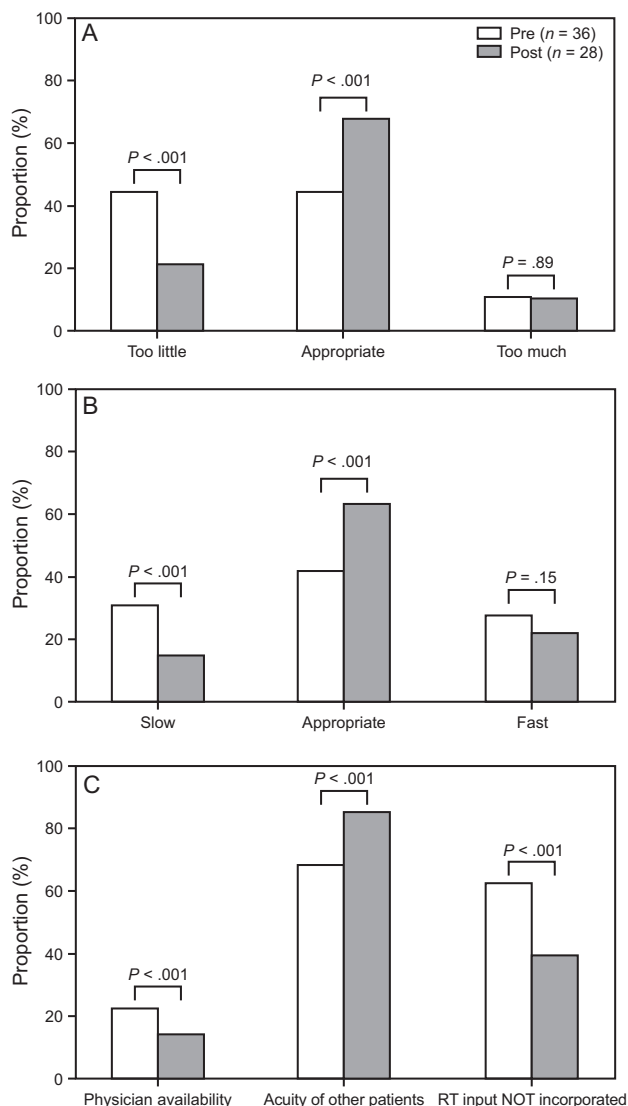 A
Pre (n = 36)
Post (n = 28)
Proportion (%)
100
80
60
40
20
0
P < .001
P < .001
P = .89
Too little
Appropriate
Too much
B
Proportion (%)
100
80
60
40
20
0
P < .001
P < .001
P = .15
Slow
Appropriate
Fast
C
Proportion (%)
100
80
60
40
20
0
P < .001
P < .001
P < .001
Physician availability
Acuity of other patients
RT input NOT incorporated